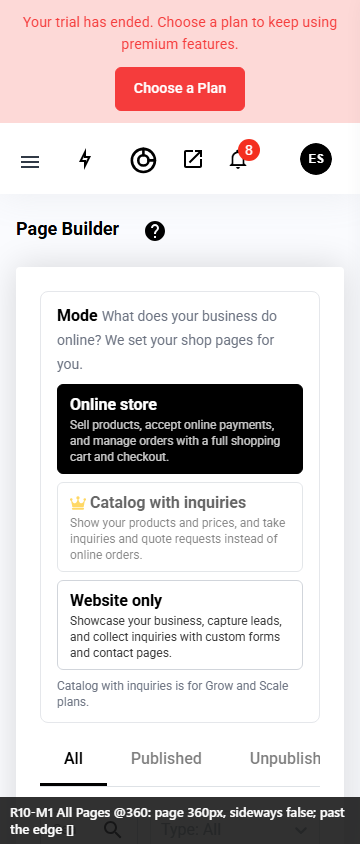 Your trial has ended. Choose a plan to keep using
premium features.
Choose a Plan
8
ES
Page Builder
?
Mode What does your business do
online? We set your shop pages for
you.
Online store
Sell products, accept online payments,
and manage orders with a full shopping
cart and checkout.
Catalog with inquiries
Show your products and prices, and take
inquiries and quote requests instead of
online orders.
Website only
Showcase your business, capture leads,
and collect inquiries with custom forms
and contact pages.
Catalog with inquiries is for Grow and Scale
plans.
All Published Unpublish
R10-M1 All Pages @360: page 360px, sideways false; past
the edge []
Type: All